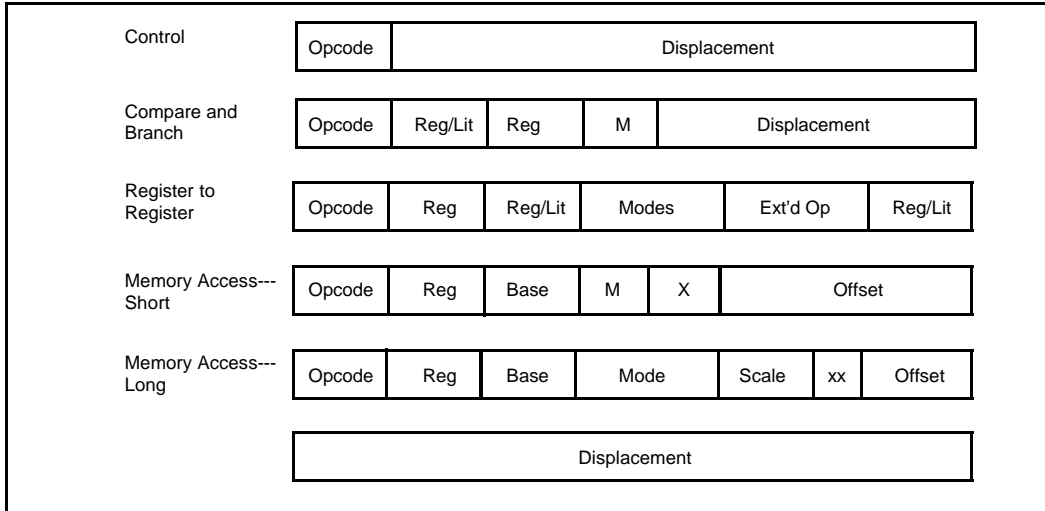 Control
Opcode Displacement
Compare and
Branch
Opcode Reg/Lit Reg M Displacement
Register to
Register
Opcode Reg Reg/Lit Modes Ext'd Op Reg/Lit
Memory Access---
Short
Opcode Reg Base M X Offset
Memory Access---
Long
Opcode Reg Base Mode Scale xx Offset
Displacement